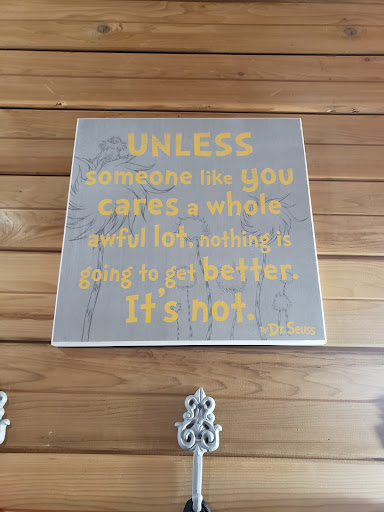 UNLESS
someone like you
cares a whole
awful lot, nothing is
going to get better.
It's not.
Dr. Seuss